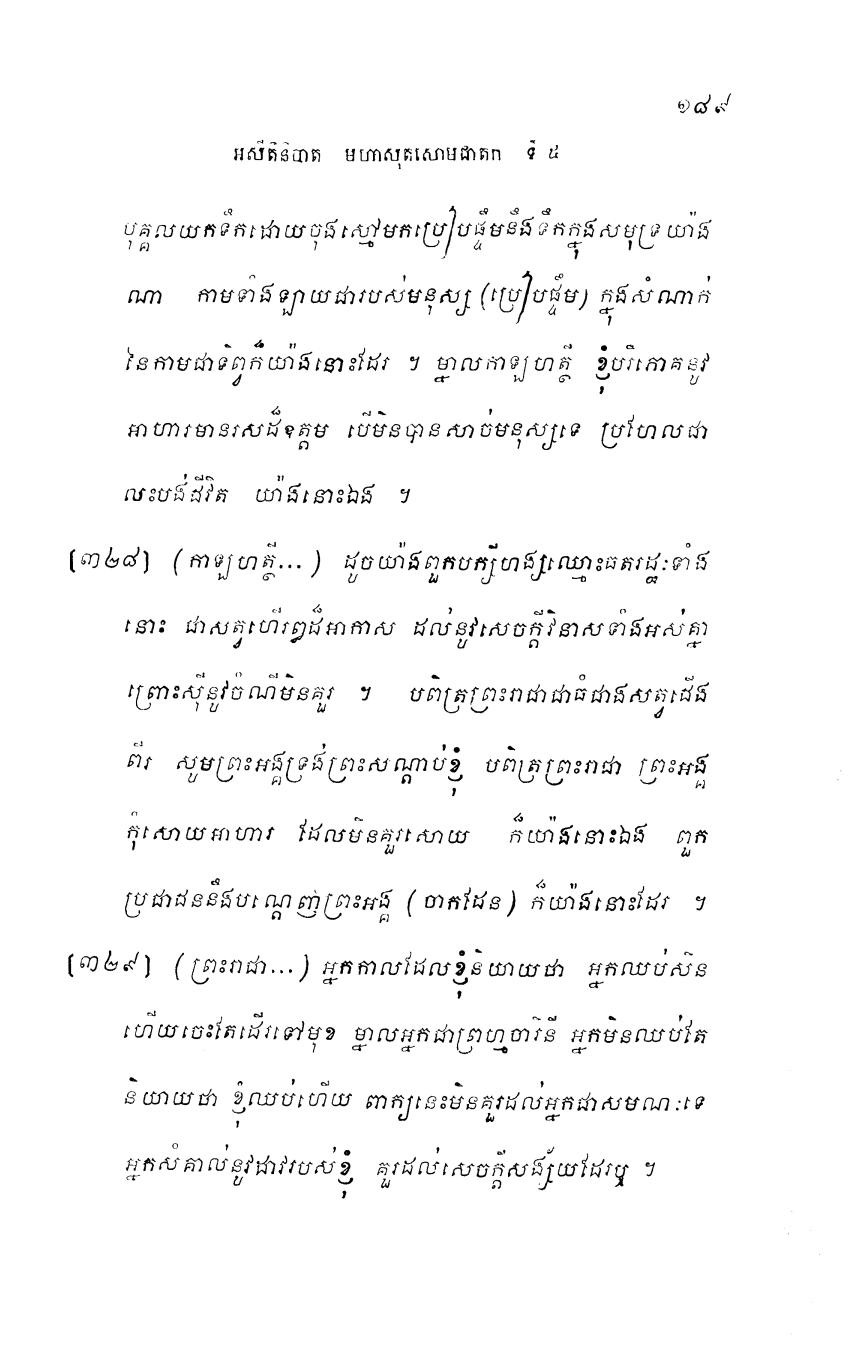 ១៨៩
អសីតិនិបាត មហាសុតសោមជាតក ទី ៥
បុគ្គលយកទឹកដោយចុងស្មៅមកប្រៀបផ្ទឹមនឹងទឹកក្នុងសមុទ្រយ៉ាង
ណា កាមទាំងឡាយជារបស់មនុស្ស (ប្រៀបផ្ទឹម) ក្នុងសំណាក់
នៃកាមជាទិព្វក៏យ៉ាងនោះដែរ ។ ម្នាលកាឡហត្ថី ខ្ញុំបរិភោគនូវ
អាហារមានរសដ៏ឧត្តម បើមិនបានសាច់មនុស្សទេ ប្រហែលជា
លះបង់ជីវិត យ៉ាងនោះឯង ។
[៣២៨] (កាឡហត្ថី...) ដូចយ៉ាងពួកបក្សីហង្សឈ្មោះធតរដ្ឋៈទាំង
នោះ ជាសត្វហើរឰដ៏អាកាស ដល់នូវសេចក្តីវិនាសទាំងអស់គ្នា
ព្រោះស៊ីនូវចំណីមិនគួរ ។ បពិត្រព្រះរាជាជាធំជាងសត្វជើង
ពីរ សូមព្រះអង្គទ្រង់ព្រះសណ្តាប់ខ្ញុំ បពិត្រព្រះរាជា ព្រះអង្គ
កុំសោយអាហារ ដែលមិនគួរសោយ ក៏យ៉ាងនោះឯង ពួក
ប្រជាជននឹងបណ្តេញព្រះអង្គ (ចាកដែន) ក៏យ៉ាងនោះដែរ ។
[៣២៩] (ព្រះរាជា...) អ្នកកាលដែលខ្ញុំនិយាយថា អ្នកឈប់សិន
ហើយចេះតែដើរទៅមុខ ម្នាលអ្នកជាព្រហ្មចារិនី អ្នកមិនឈប់តែ
និយាយថា ខ្ញុំឈប់ហើយ ពាក្យនេះមិនគួរដល់អ្នកជាសមណៈទេ
អ្នកសំគាល់នូវដាវរបស់ខ្ញុំ គួរដល់សេចក្តីសង្ស័យដែរឬ ។